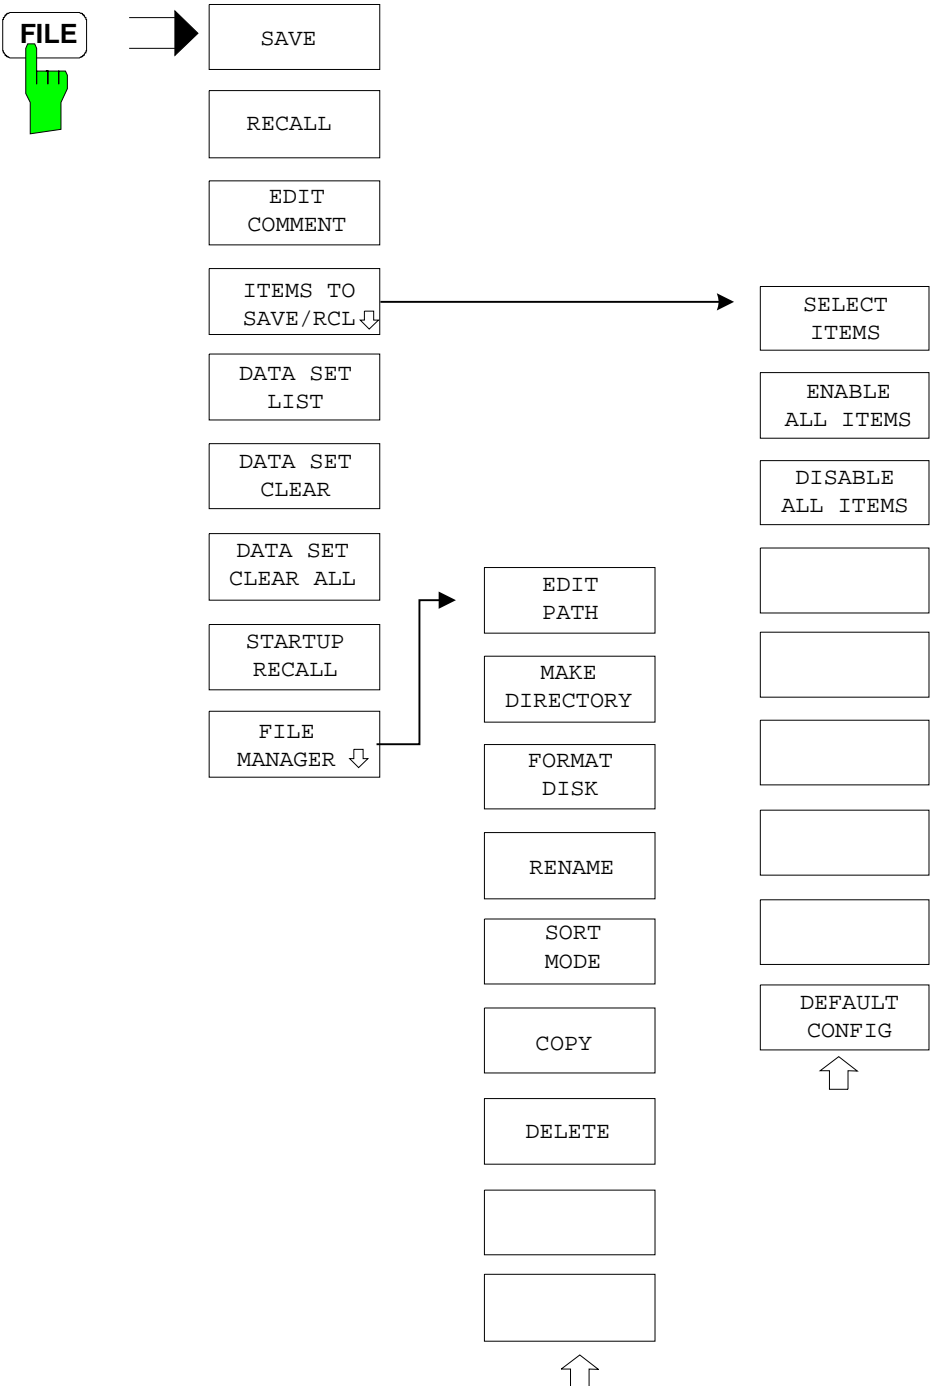 FILE
SAVE
RECALL
EDIT
COMMENT
ITEMS TO
SAVE/RCL
DATA SET
LIST
DATA SET
CLEAR
DATA SET
CLEAR ALL
STARTUP
RECALL
FILE
MANAGER
EDIT
PATH
MAKE
DIRECTORY
FORMAT
DISK
RENAME
SORT
MODE
COPY
DELETE
SELECT
ITEMS
ENABLE
ALL ITEMS
DISABLE
ALL ITEMS
DEFAULT
CONFIG